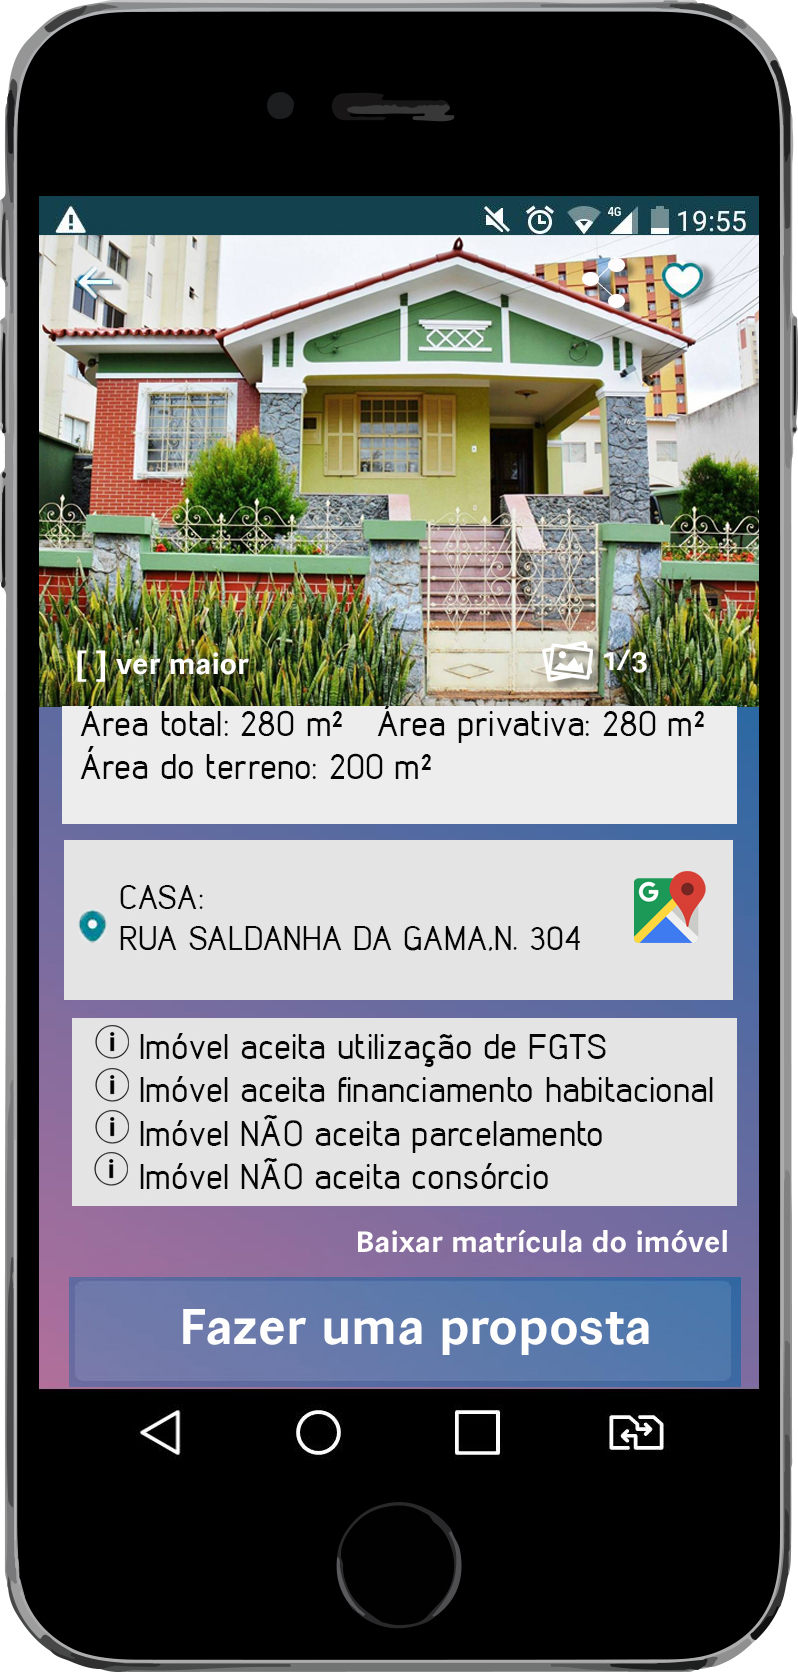 4G 19:55
[ ] ver maior 1/3
Área total: 280 m² Área privativa: 280 m²
Área do terreno: 200 m²
CASA:
RUA SALDANHA DA GAMA,N. 304
G
i Imóvel aceita utilização de FGTS
i Imóvel aceita financiamento habitacional
i Imóvel NÃO aceita parcelamento
i Imóvel NÃO aceita consórcio
Baixar matrícula do imóvel
Fazer uma proposta